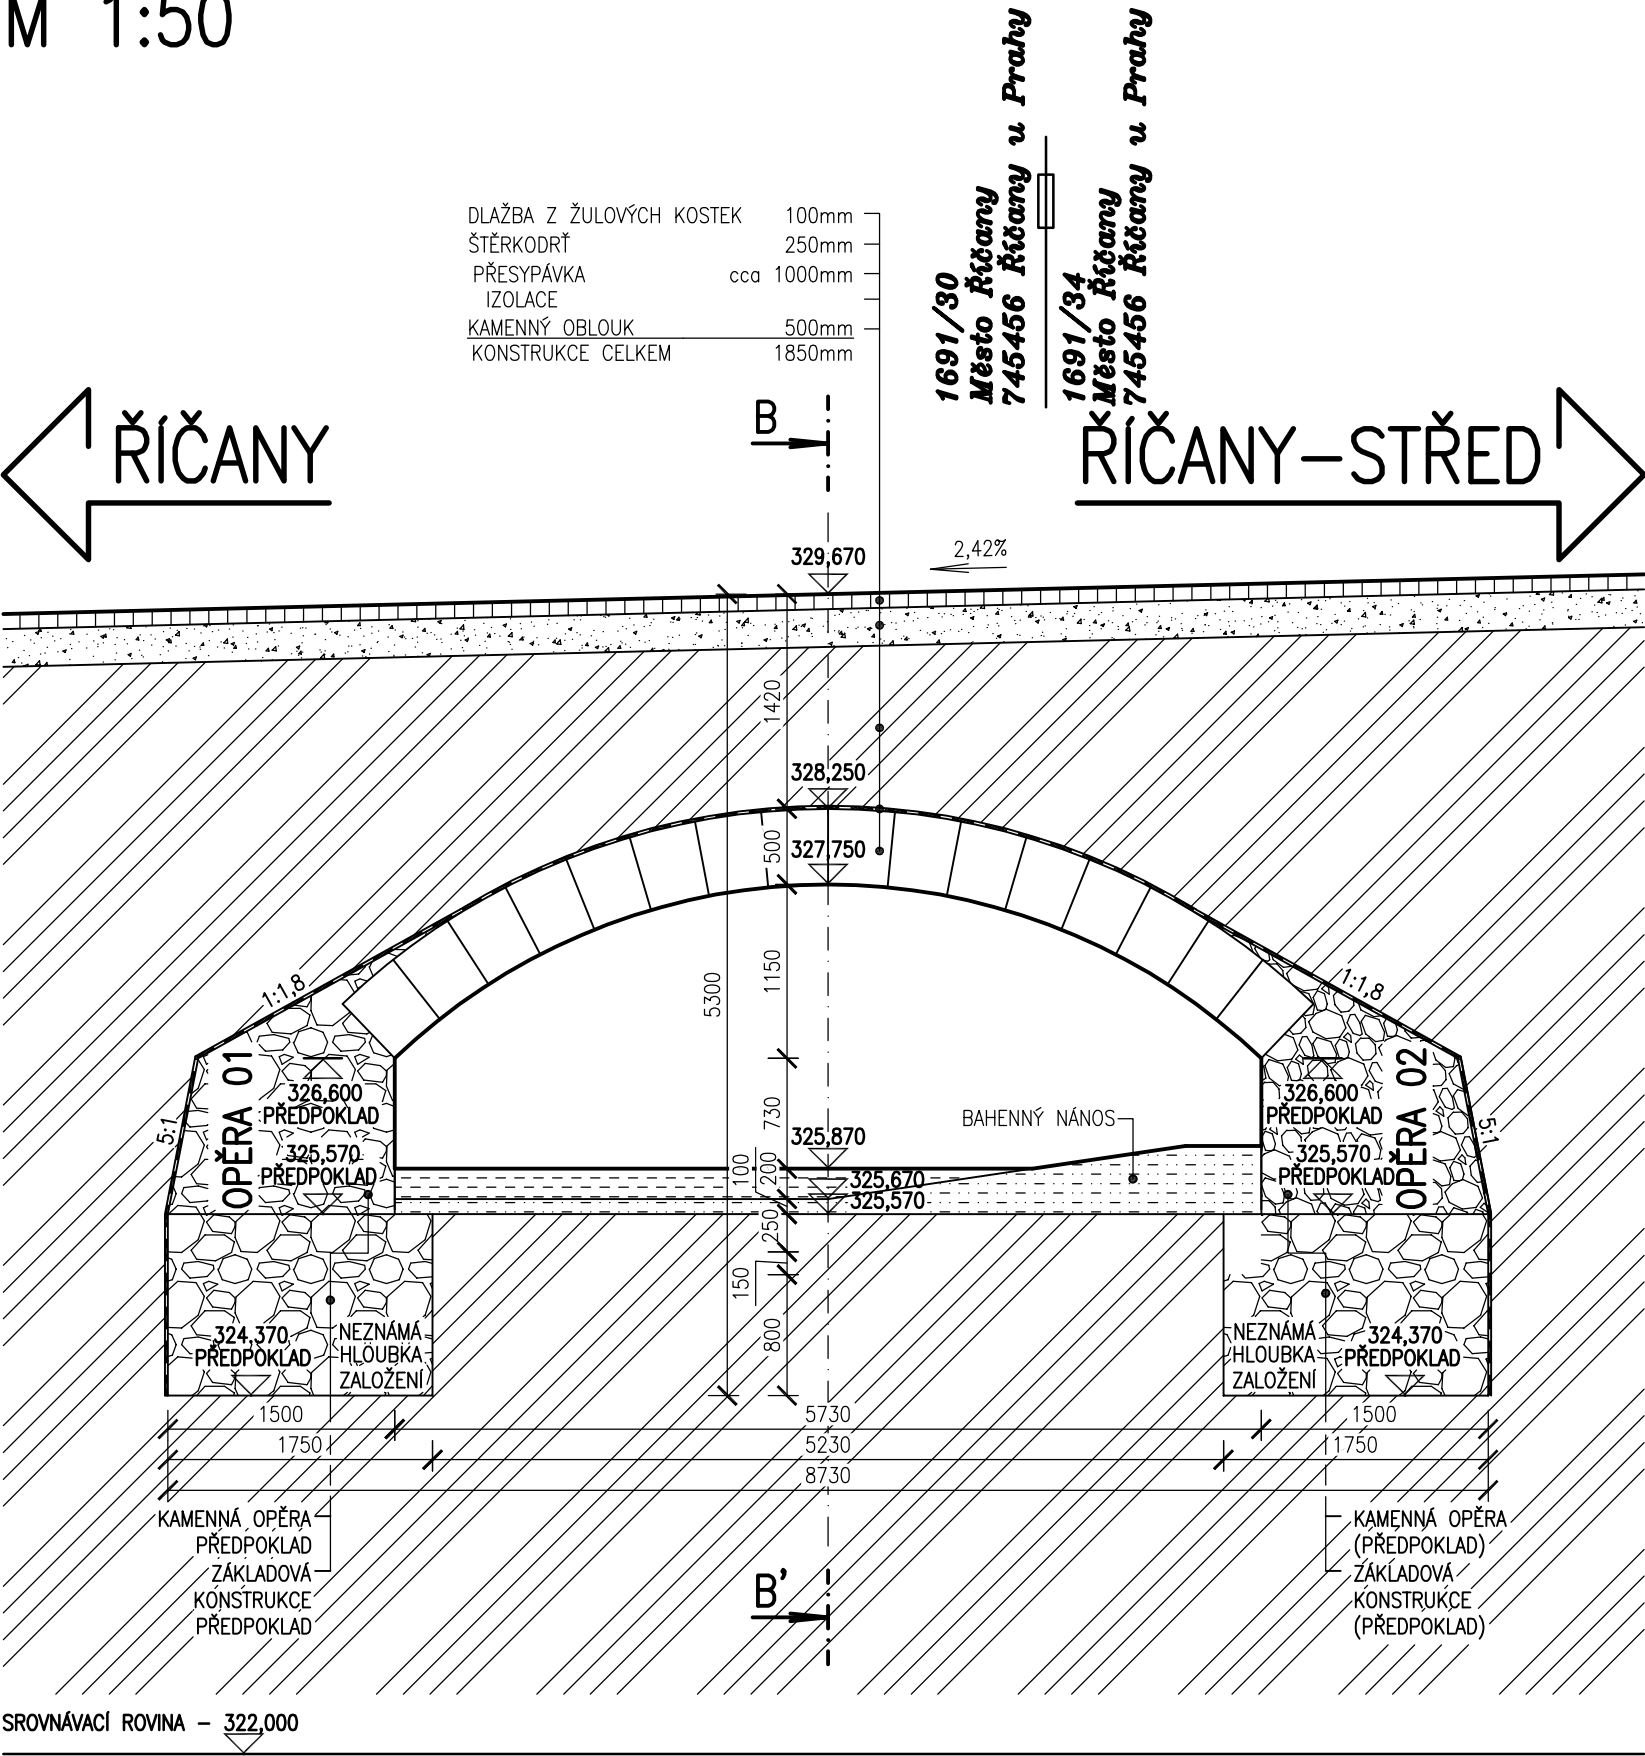 M 1:50
DLAŽBA Z ŽULOVÝCH KOSTEK 100mm
ŠTĚRKODRŤ 250mm
PŘESYPÁVKA cca 1000mm
IZOLACE
KAMENNÝ OBLOUK 500mm
KONSTRUKCE CELKEM 1850mm
1691/30
Město Říčany
745456 Říčany u Prahy
1691/34
Město Říčany
745456 Říčany u Prahy
B
ŘÍČANY
ŘÍČANY-STŘED
329,670
2,42%
1420
328,250
500
327,750
5300
1150
1:1,8
1:1,8
OPĚRA 01
OPĚRA 02
326,600
PŘEDPOKLAD
325,570
PŘEDPOKLAD
5:1
730
325,870
BAHENNÝ NÁNOS
326,600
PŘEDPOKLAD
325,570
PŘEDPOKLAD
5:1
100
200
325,670
325,570
250
150
800
324,370
PŘEDPOKLAD
NEZNÁMÁ
HLOUBKA
ZALOŽENÍ
NEZNÁMÁ
HLOUBKA
ZALOŽENÍ
324,370
PŘEDPOKLAD
1500 5730 1500
1750 5230 1750
8730
KAMENNÁ OPĚRA
PŘEDPOKLAD
ZÁKLADOVÁ
KONSTRUKCE
PŘEDPOKLAD
B'
KAMENNÁ OPĚRA
(PŘEDPOKLAD)
ZÁKLADOVÁ
KONSTRUKCE
(PŘEDPOKLAD)
SROVNÁVACÍ ROVINA - 322,000